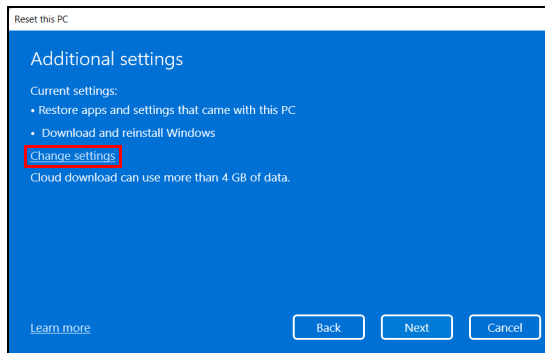 Reset this PC
Additional settings
Current settings:
• Restore apps and settings that came with this PC
• Download and reinstall Windows
Change settings
Cloud download can use more than 4 GB of data.
Learn more
Back
Next
Cancel